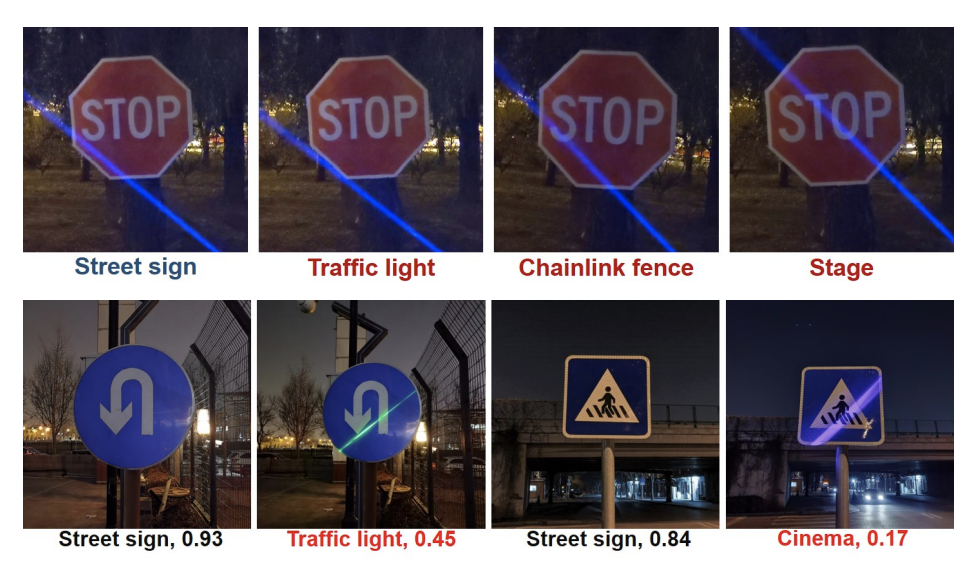 STOP STOP STOP STOP
Street sign Traffic light Chainlink fence Stage
Street sign, 0.93 Traffic light, 0.45 Street sign, 0.84 Cinema, 0.17